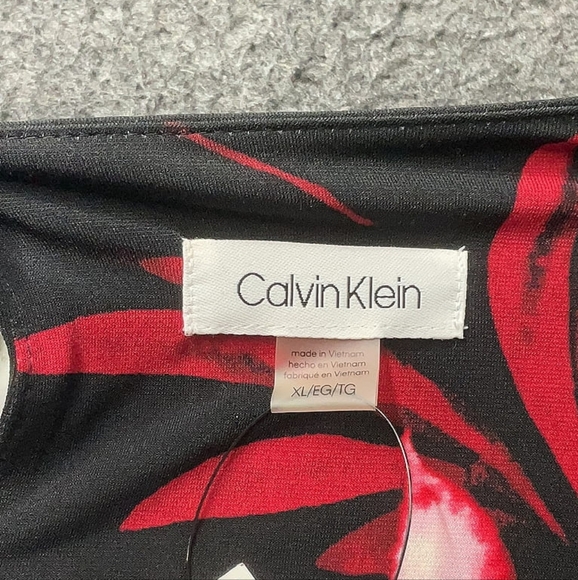 Calvin Klein
made in Vietnam
hecho en Vietnam
fabriqué en Vietnam
XL/EG/TG